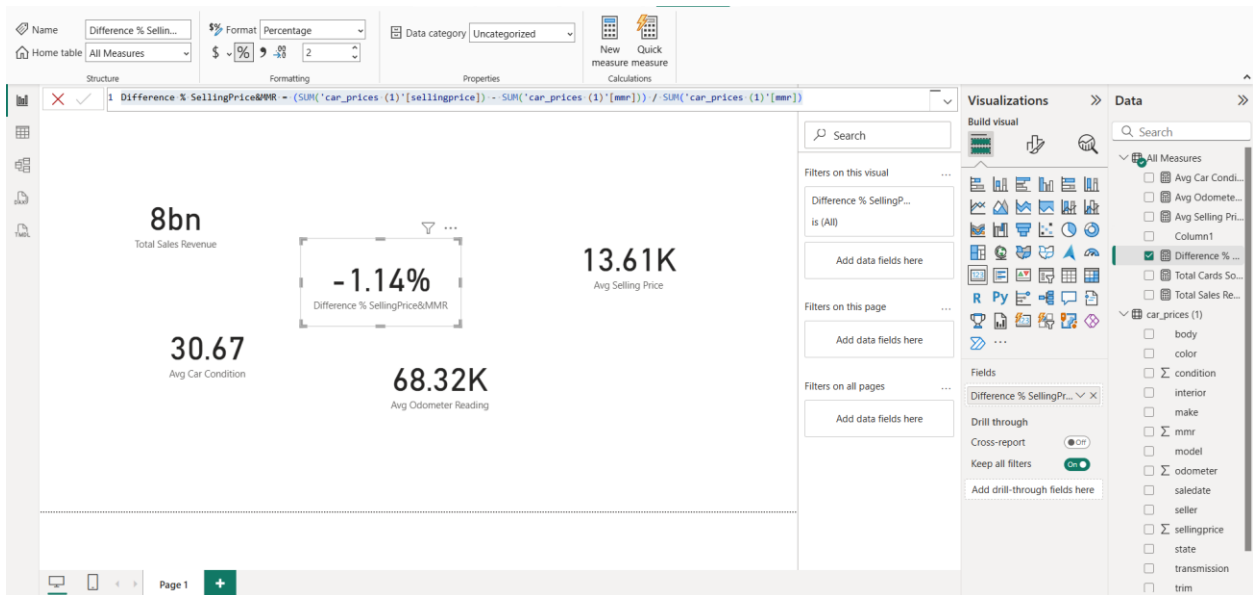 Name
Difference % Sellin...
Format
Percentage
Data category
Uncategorized
Home table
All Measures
$
%
2
New measure
Quick measure
Structure
Formatting
Properties
Calculations
1 Difference % SellingPrice&MMR = (SUM('car_prices (1)'[sellingprice]) - SUM('car_prices (1)'[mmr])) / SUM('car_prices (1)'[mmr])
8bn
Total Sales Revenue
-1.14%
Difference % SellingPrice&MMR
13.61K
Avg Selling Price
30.67
Avg Car Condition
68.32K
Avg Odometer Reading
Page 1
Search
Filters on this visual
...
Difference % SellingP...
is (All)
Add data fields here
Filters on this page
...
Add data fields here
Filters on all pages
...
Add data fields here
Visualizations
Build visual
R
Py
...
Fields
Difference % SellingPr...
Drill through
Cross-report
Off
Keep all filters
On
Add drill-through fields here
Data
Search
All Measures
Avg Car Condi...
Avg Odomete...
Avg Selling Pri...
Column1
Difference % ...
Total Cards So...
Total Sales Re...
car_prices (1)
body
color
condition
interior
make
mmr
model
odometer
saledate
seller
sellingprice
state
transmission
trim